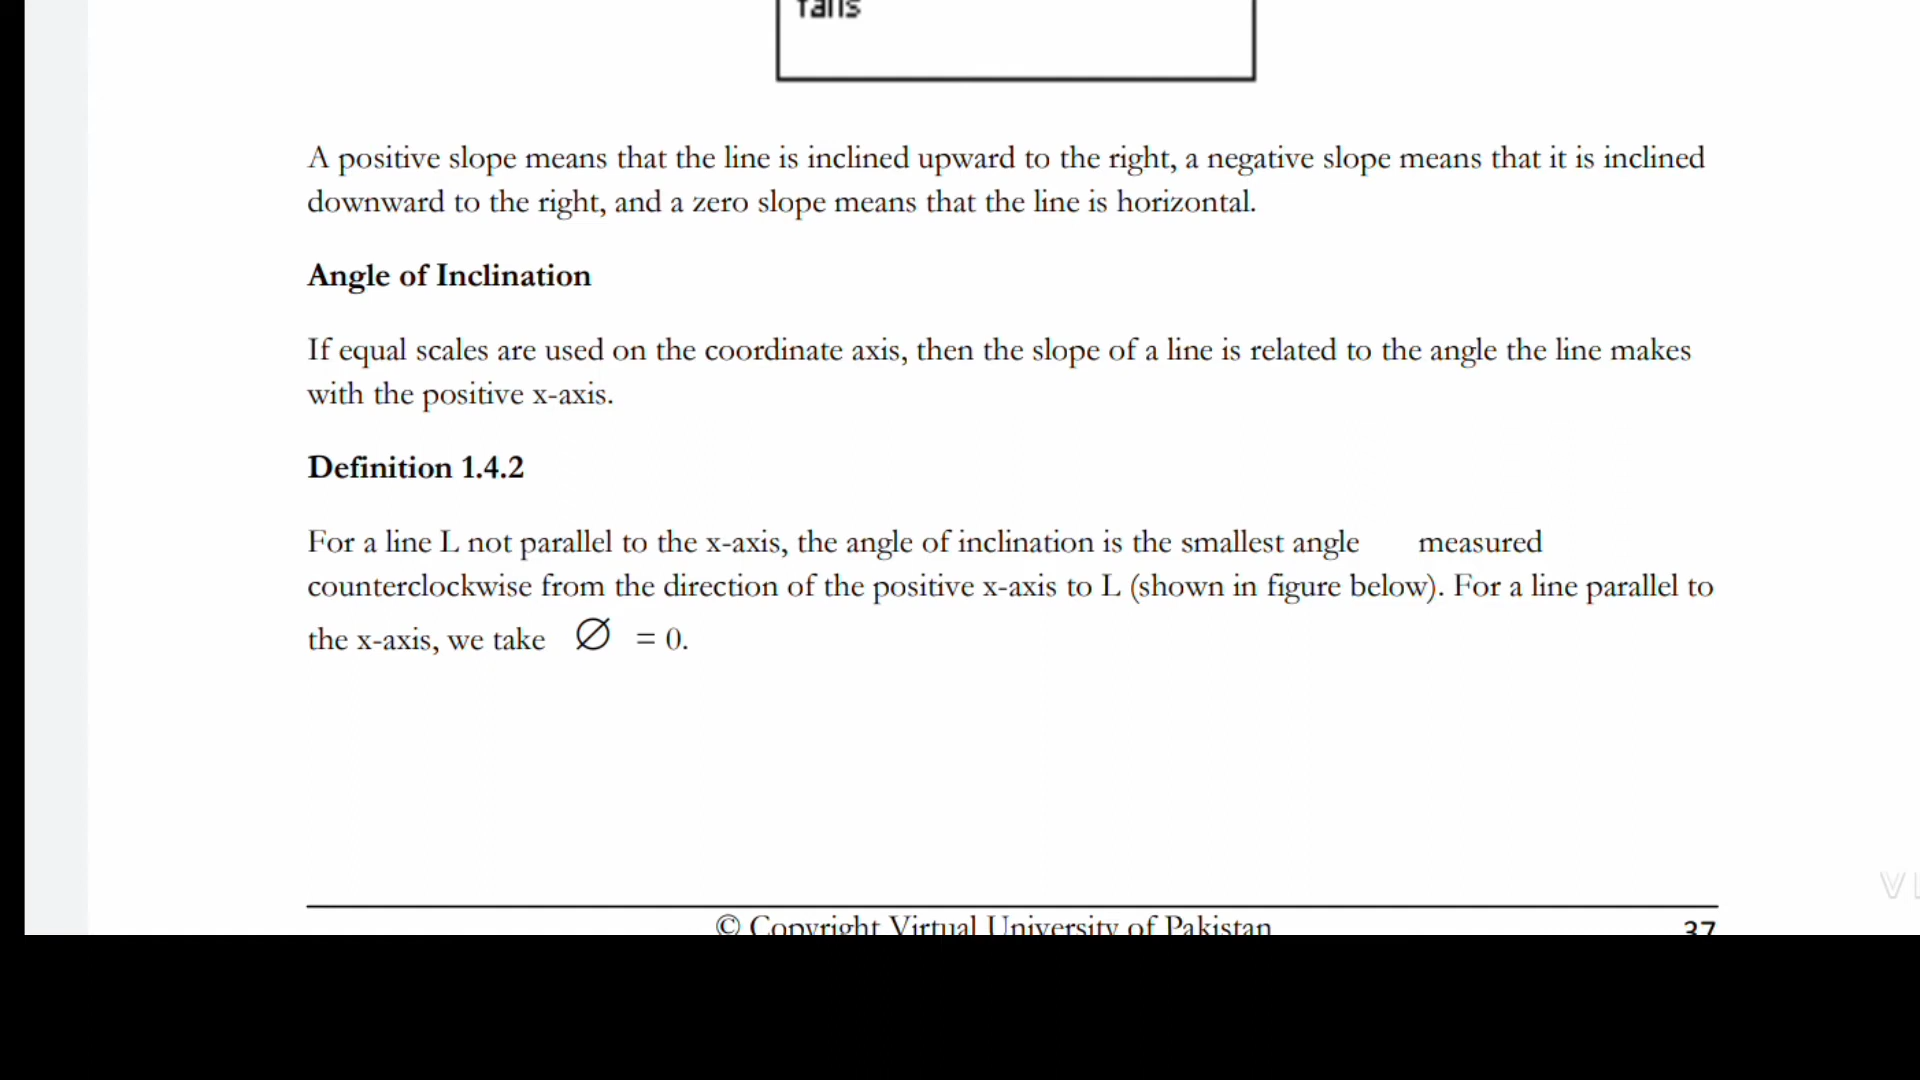 falls
A positive slope means that the line is inclined upward to the right, a negative slope means that it is inclined
downward to the right, and a zero slope means that the line is horizontal.
Angle of Inclination
If equal scales are used on the coordinate axis, then the slope of a line is related to the angle the line makes
with the positive x-axis.
Definition 1.4.2
For a line L not parallel to the x-axis, the angle of inclination is the smallest angle measured
counterclockwise from the direction of the positive x-axis to L (shown in figure below). For a line parallel to
the x-axis, we take ∅ = 0.
© Copyright Virtual University of Pakistan 37